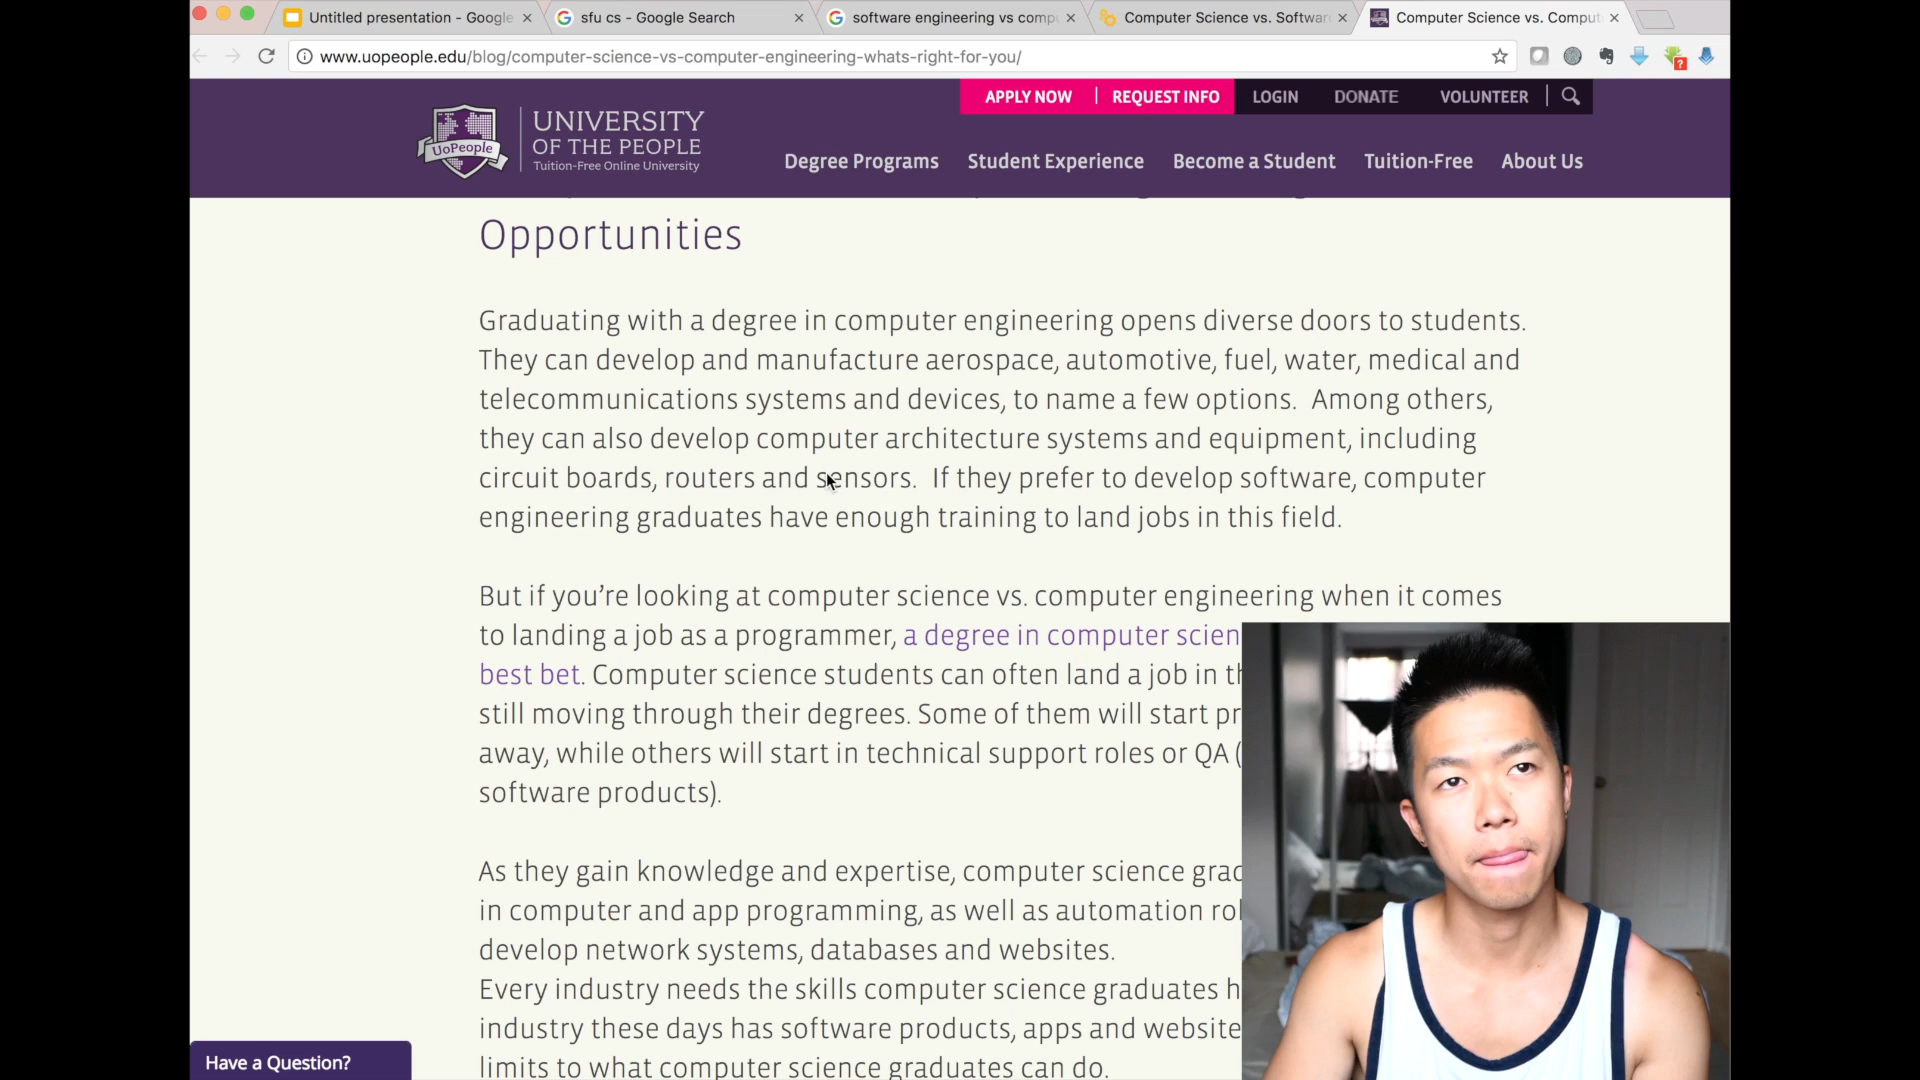 Untitled presentation - Google
sfu cs - Google Search
software engineering vs comp
Computer Science vs. Softwar
Computer Science vs. Comput
www.uopeople.edu/blog/computer-science-vs-computer-engineering-whats-right-for-you/
?
APPLY NOW | REQUEST INFO LOGIN DONATE VOLUNTEER
UoPeople
UNIVERSITY
OF THE PEOPLE
Tuition-Free Online University
Degree Programs Student Experience Become a Student Tuition-Free About Us
Opportunities
Graduating with a degree in computer engineering opens diverse doors to students.
They can develop and manufacture aerospace, automotive, fuel, water, medical and
telecommunications systems and devices, to name a few options. Among others,
they can also develop computer architecture systems and equipment, including
circuit boards, routers and sensors. If they prefer to develop software, computer
engineering graduates have enough training to land jobs in this field.
But if you’re looking at computer science vs. computer engineering when it comes
to landing a job as a programmer, a degree in computer scien
best bet. Computer science students can often land a job in th
still moving through their degrees. Some of them will start pr
away, while others will start in technical support roles or QA (
software products).
As they gain knowledge and expertise, computer science grad
in computer and app programming, as well as automation rol
develop network systems, databases and websites.
Every industry needs the skills computer science graduates h
industry these days has software products, apps and website
limits to what computer science graduates can do.
Have a Question?